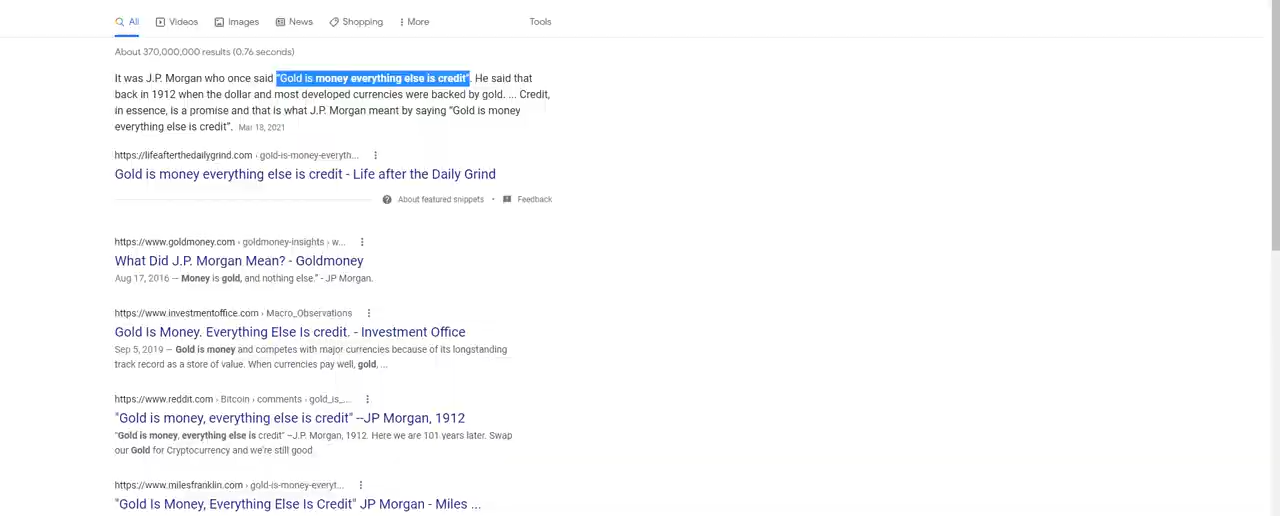 All Videos Images News Shopping More Tools
About 370,000,000 results (0.76 seconds)
It was J.P. Morgan who once said “Gold is money everything else is credit”. He said that
back in 1912 when the dollar and most developed currencies were backed by gold. ... Credit,
in essence, is a promise and that is what J.P. Morgan meant by saying “Gold is money
everything else is credit”. Mar 18, 2021
https://lifeafterthedailygrind.com › gold-is-money-everyth...
Gold is money everything else is credit - Life after the Daily Grind
About featured snippets • Feedback
https://www.goldmoney.com › goldmoney-insights › w...
What Did J.P. Morgan Mean? - Goldmoney
Aug 17, 2016 — Money is gold, and nothing else.” - JP Morgan.
https://www.investmentoffice.com › Macro_Observations
Gold Is Money. Everything Else Is credit. - Investment Office
Sep 5, 2019 — Gold is money and competes with major currencies because of its longstanding
track record as a store of value. When currencies pay well, gold, ...
https://www.reddit.com › Bitcoin › comments › gold_is_...
"Gold is money, everything else is credit" --JP Morgan, 1912
"Gold is money, everything else is credit" --J.P. Morgan, 1912. Here we are 101 years later. Swap
our Gold for Cryptocurrency and we're still good
https://www.milesfranklin.com › gold-is-money-everyt...
"Gold Is Money, Everything Else Is Credit" JP Morgan - Miles ...